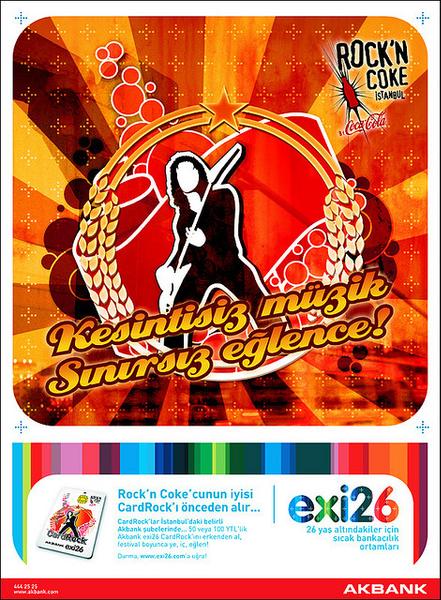 ROCK'N
COKE
İSTANBUL
BY Coca-Cola
Kesintisiz müzik
Sınırsız eğlence!
CardRock
AKBANK exi26
Rock'n Coke'cunun iyisi
CardRock'ı önceden alır...
CardRock'lar İstanbul'daki belirli
Akbank şubelerinde... 50 veya 100 YTL'lik
Akbank exi26 CardRock'ını erkenden al,
festival boyunca ye, iç, eğlen!
Durma, www.exi26.com'a uğra!
exi26
26 yaş altındakiler için
sıcak bankacılık
ortamları
444 25 25
www.akbank.com
AKBANK